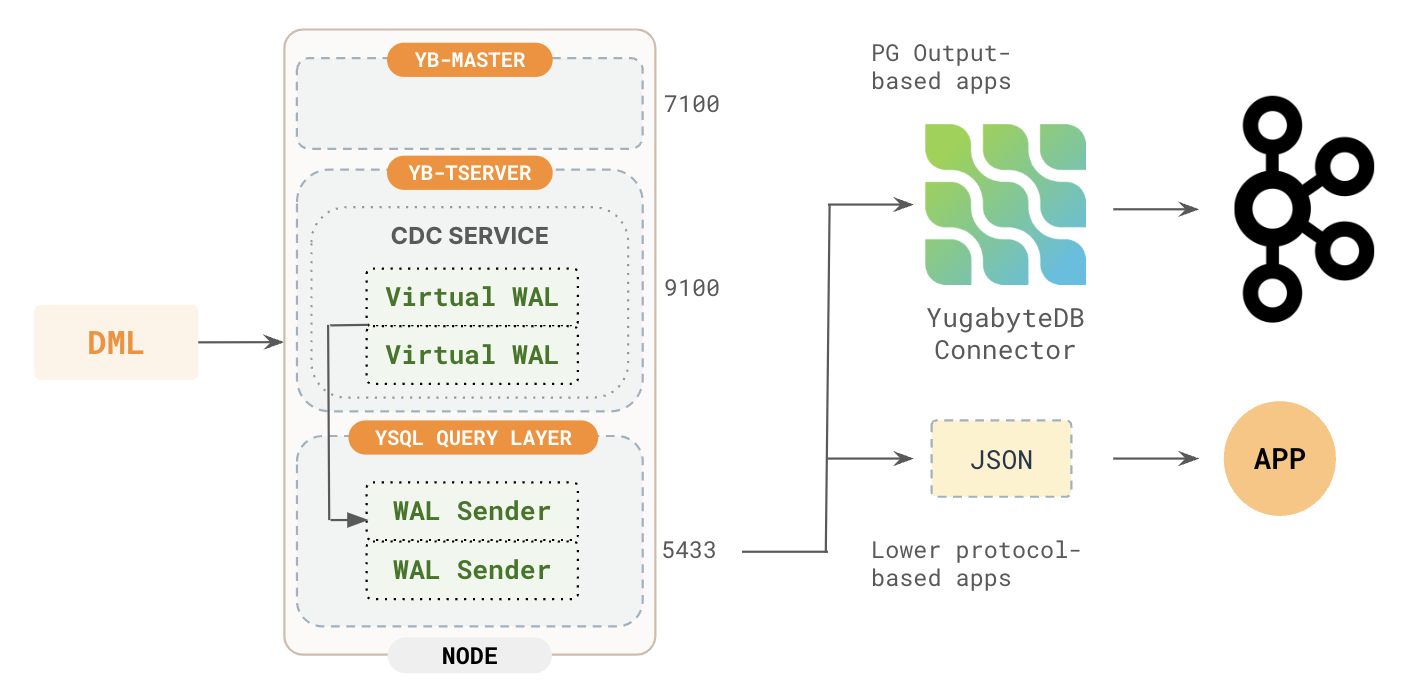 YB-MASTER
7100
YB-TSERVER
CDC SERVICE
Virtual WAL
Virtual WAL
9100
DML
YSQL QUERY LAYER
WAL Sender
WAL Sender
5433
NODE
PG Output-
based apps
YugabyteDB
Connector
JSON
APP
Lower protocol-
based apps